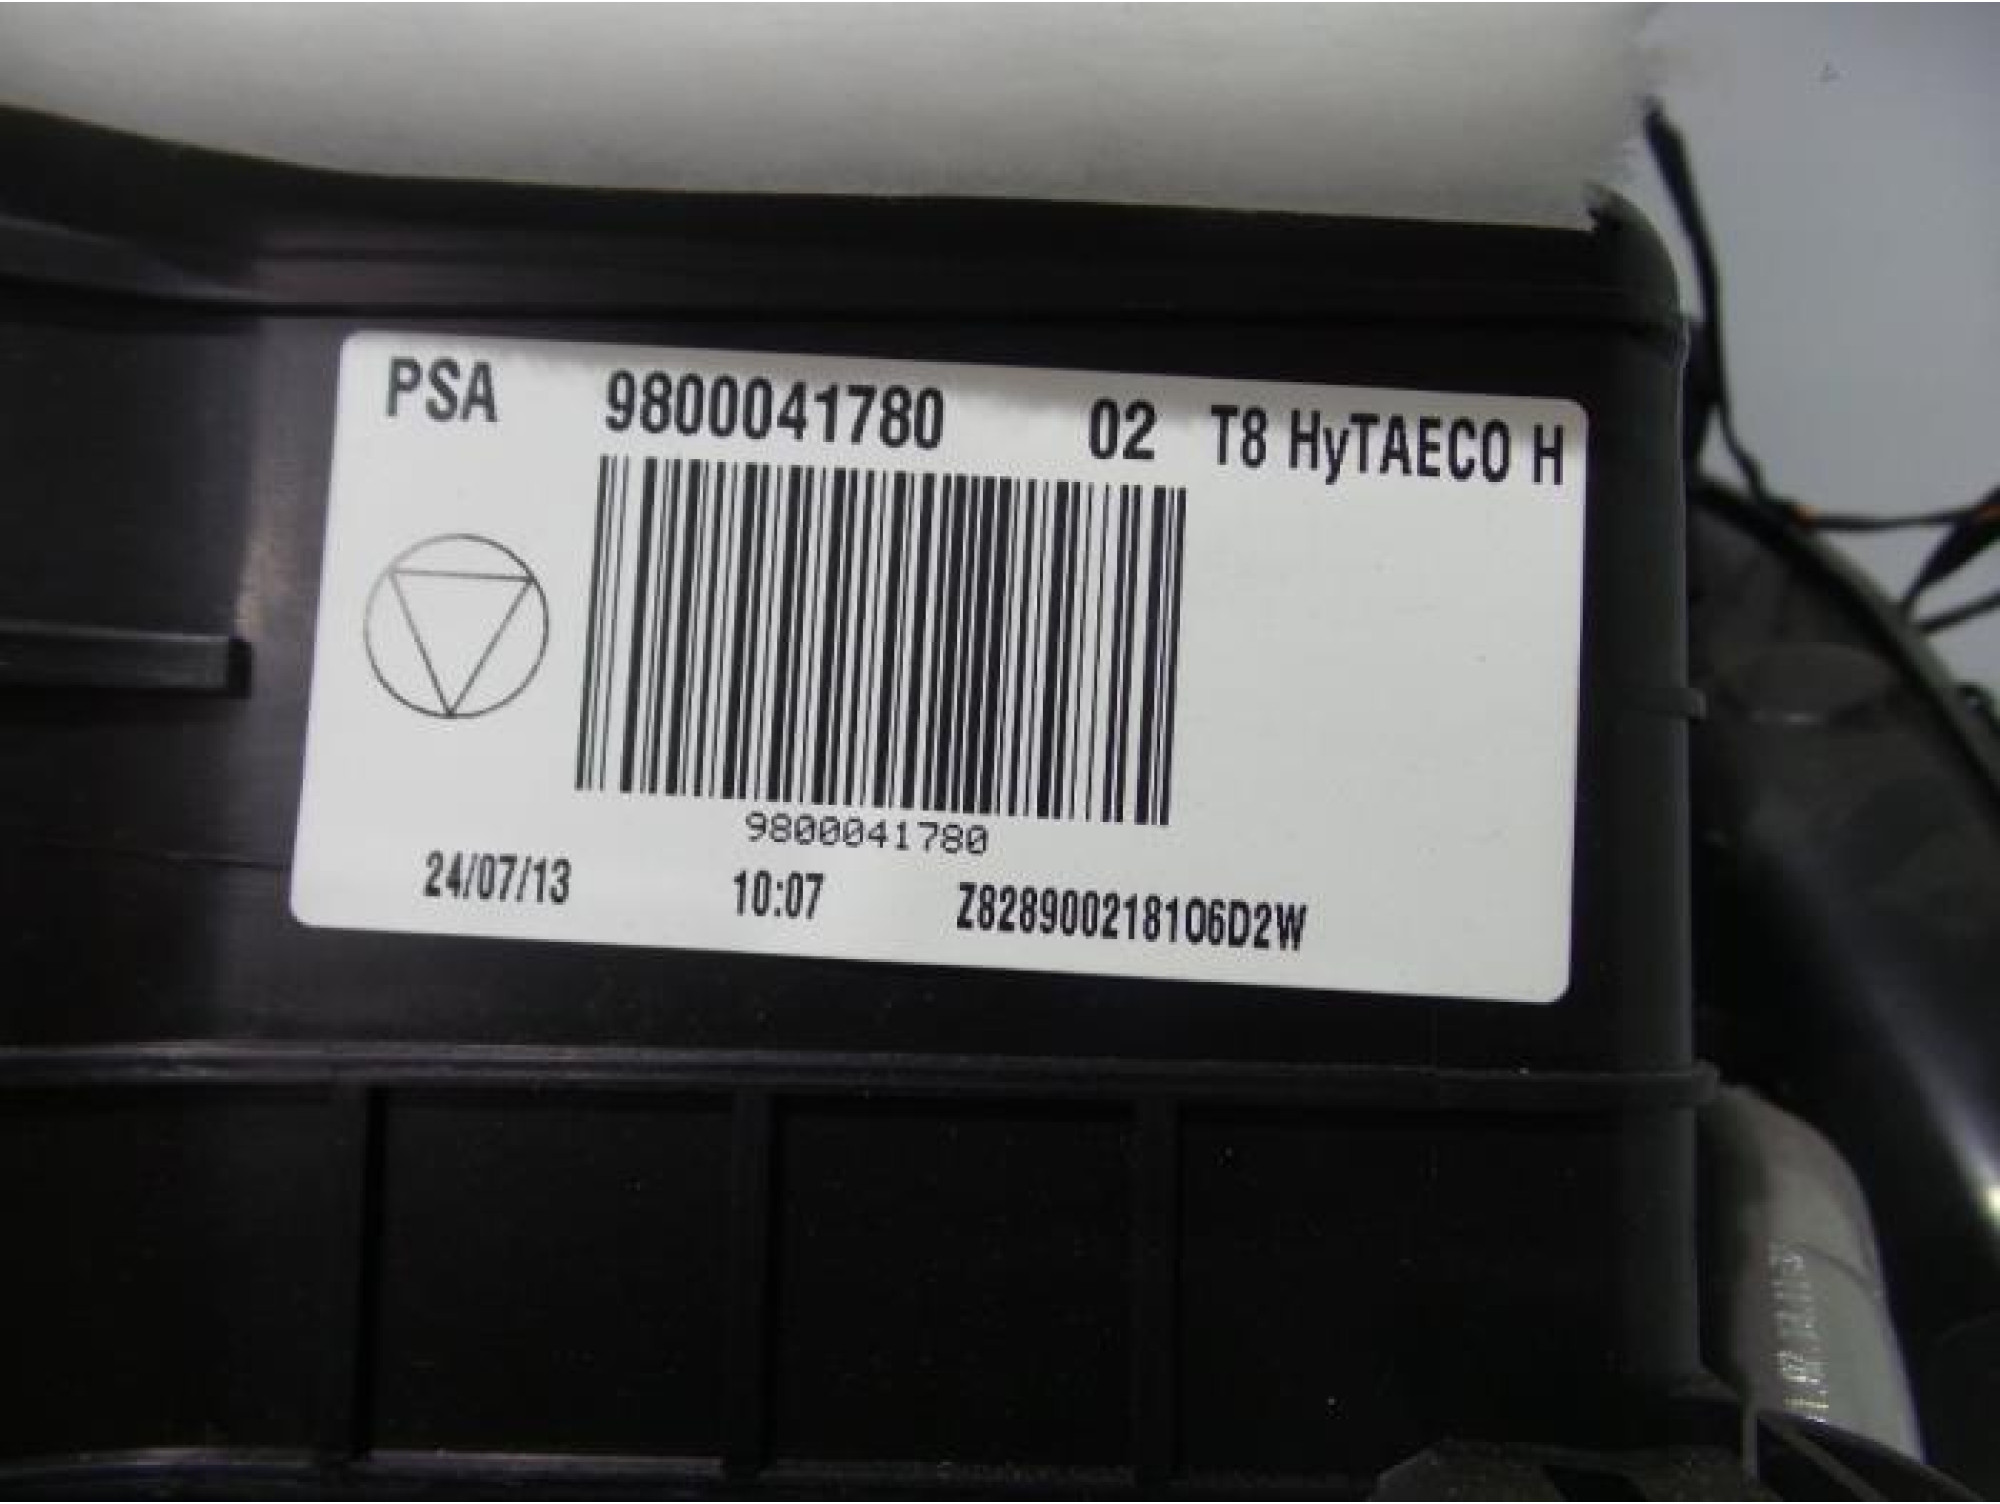 PSA 9800041780 02 T8 HyTAECO H
9800041780
24/07/13 10:07 Z828900218106D2W